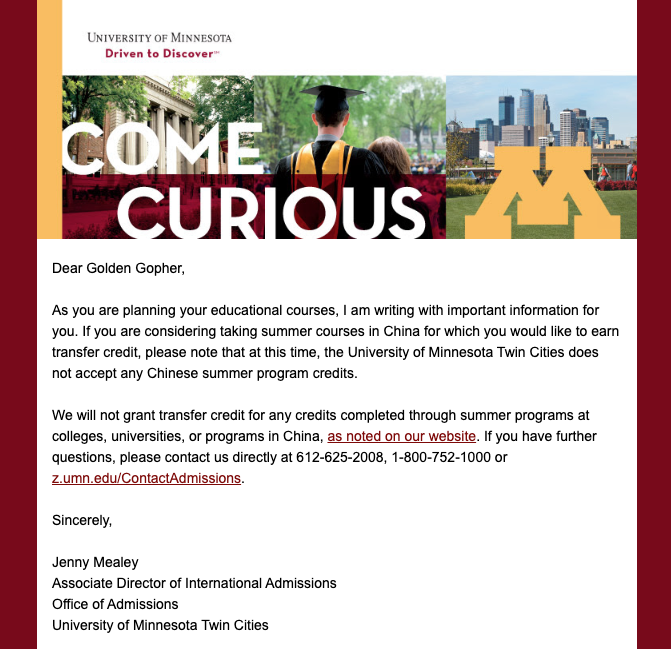 UNIVERSITY OF MINNESOTA
Driven to Discover℠
COME
CURIOUS
M
Dear Golden Gopher,
As you are planning your educational courses, I am writing with important information for
you. If you are considering taking summer courses in China for which you would like to earn
transfer credit, please note that at this time, the University of Minnesota Twin Cities does
not accept any Chinese summer program credits.
We will not grant transfer credit for any credits completed through summer programs at
colleges, universities, or programs in China, as noted on our website. If you have further
questions, please contact us directly at 612-625-2008, 1-800-752-1000 or
z.umn.edu/ContactAdmissions.
Sincerely,
Jenny Mealey
Associate Director of International Admissions
Office of Admissions
University of Minnesota Twin Cities